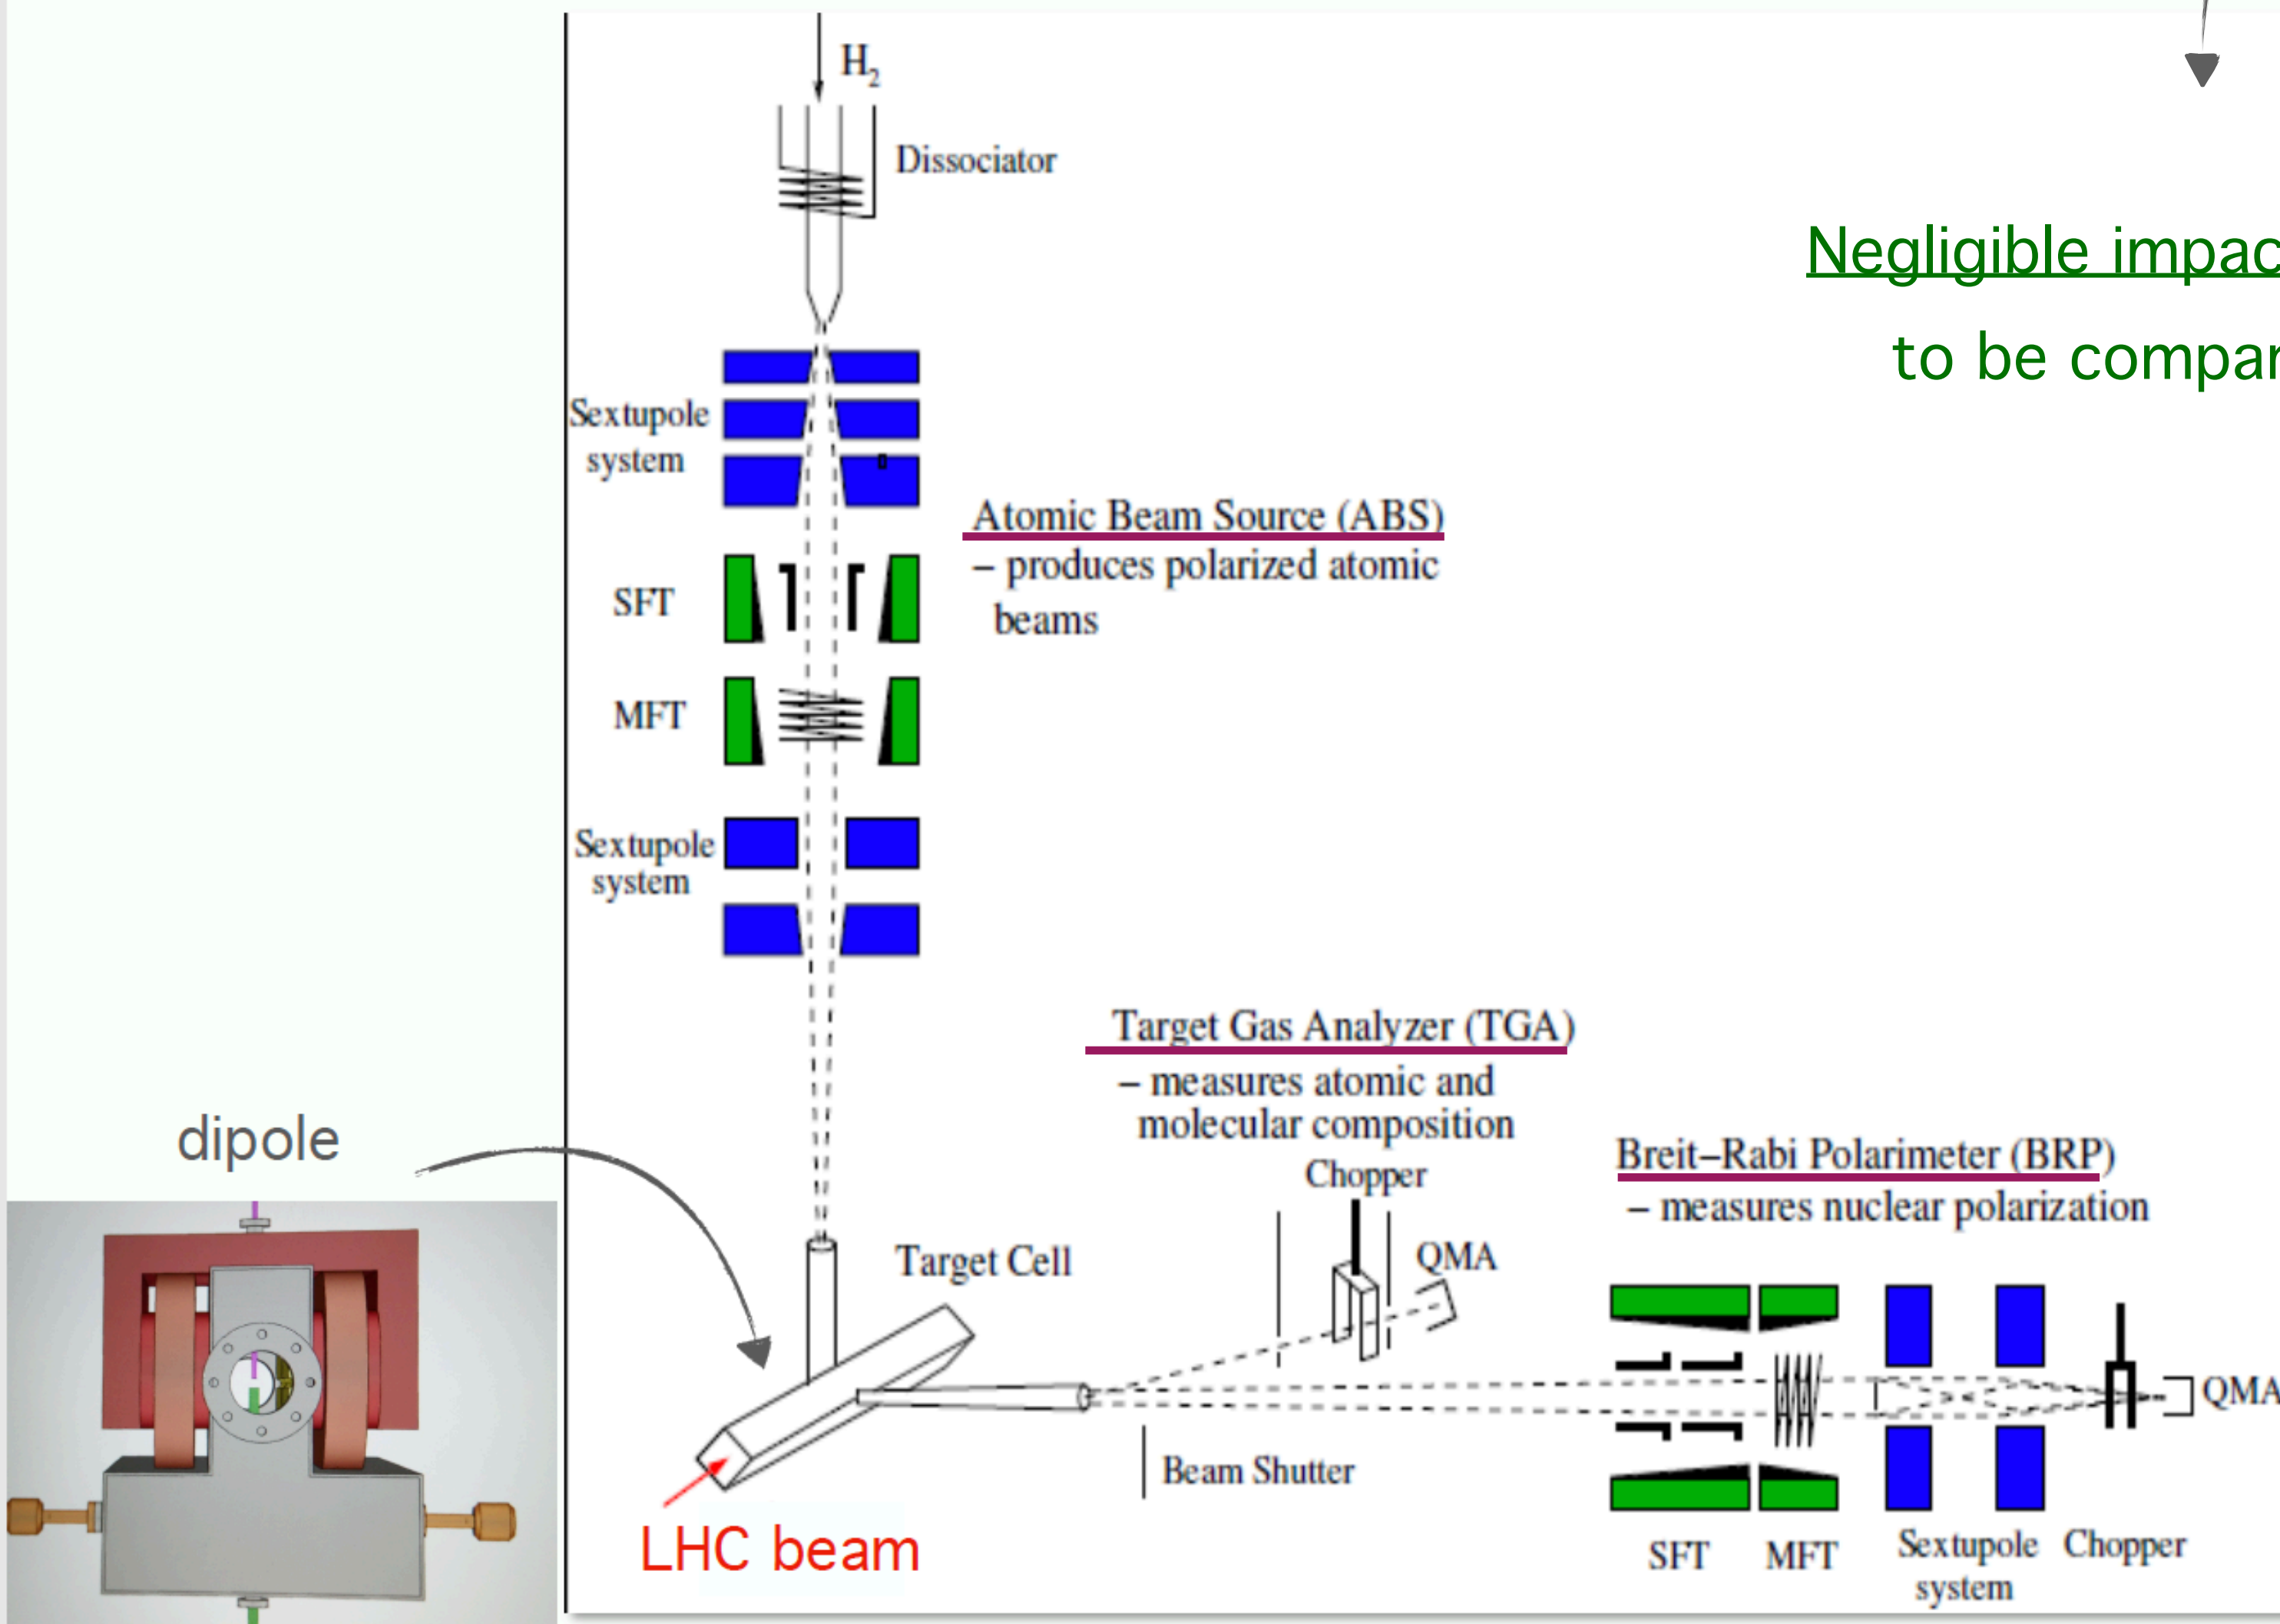 H₂
Dissociator
Negligible impac
to be compar
Sextupole
system
Atomic Beam Source (ABS)
– produces polarized atomic
beams
SFT
MFT
Sextupole
system
Target Gas Analyzer (TGA)
– measures atomic and
molecular composition
Chopper
QMA
dipole
Breit–Rabi Polarimeter (BRP)
– measures nuclear polarization
Target Cell
QMA
Beam Shutter
LHC beam
SFT MFT Sextupole Chopper
system